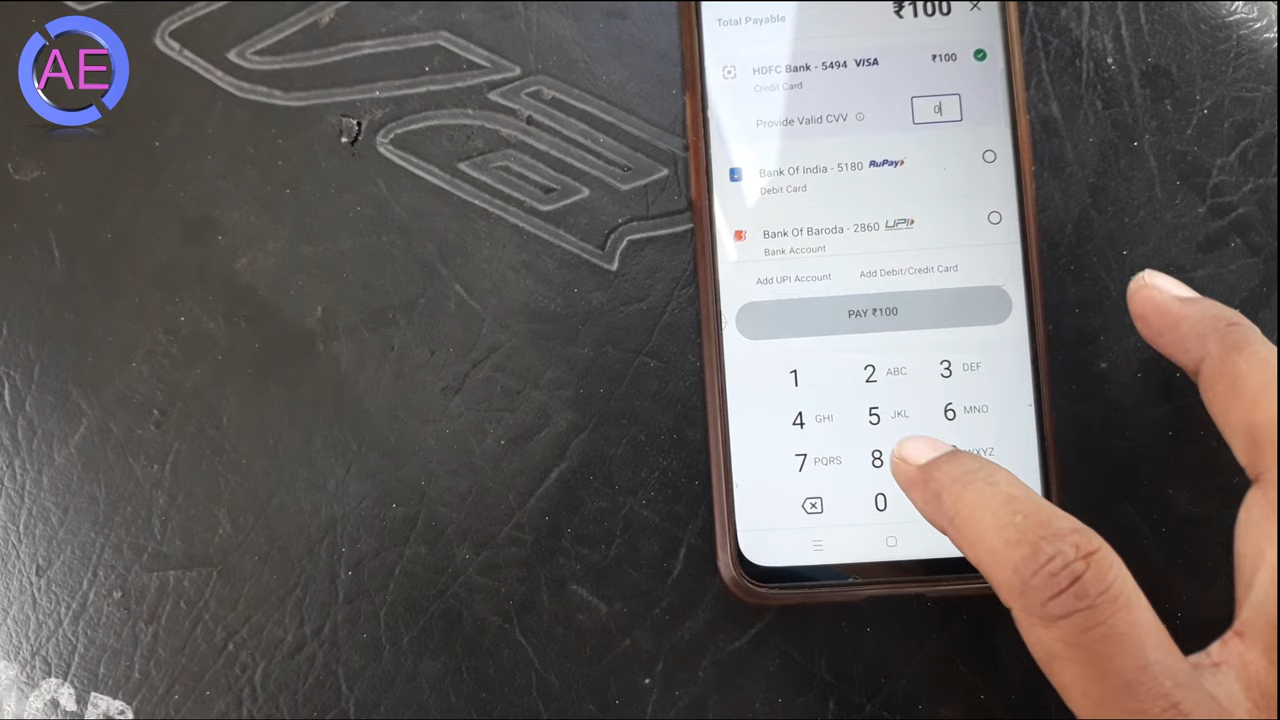 AE
Total Payable ₹100
HDFC Bank - 5494 VISA ₹100
Credit Card
Provide Valid CVV 0
Bank Of India - 5180 RuPay
Debit Card
Bank Of Baroda - 2860 UPI
Bank Account
Add UPI Account Add Debit/Credit Card
PAY ₹100
1 2 ABC 3 DEF
4 GHI 5 JKL 6 MNO
7 PQRS 8 WXYZ
0